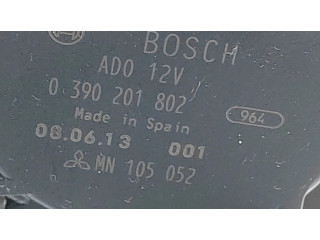 BOSCH
ADO 12V
0 390 201 802
964
Made in Spain
08.06.13 001
MN 105 052